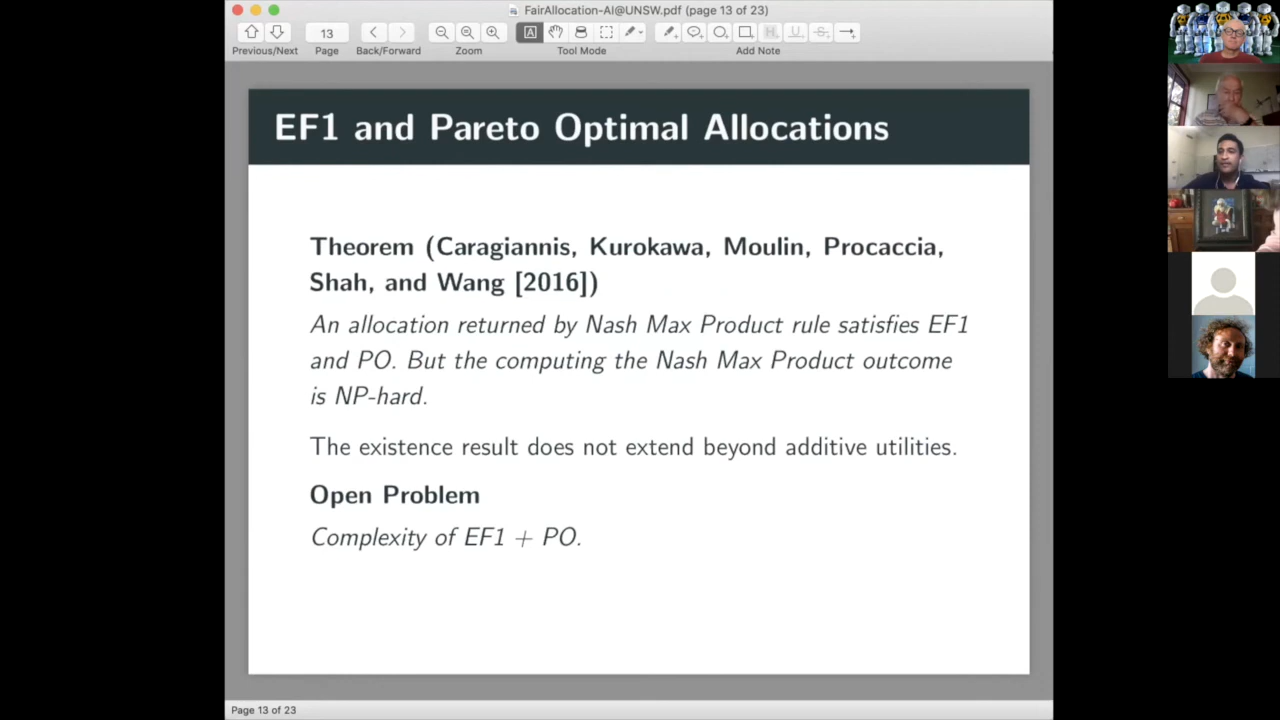 FairAllocation-AI@UNSW.pdf (page 13 of 23)
13
A
H
U
S
Previous/Next Page Back/Forward Zoom Tool Mode Add Note
EF1 and Pareto Optimal Allocations
Theorem (Caragiannis, Kurokawa, Moulin, Procaccia,
Shah, and Wang [2016])
An allocation returned by Nash Max Product rule satisfies EF1
and PO. But the computing the Nash Max Product outcome
is NP-hard.
The existence result does not extend beyond additive utilities.
Open Problem
Complexity of EF1 + PO.
Page 13 of 23